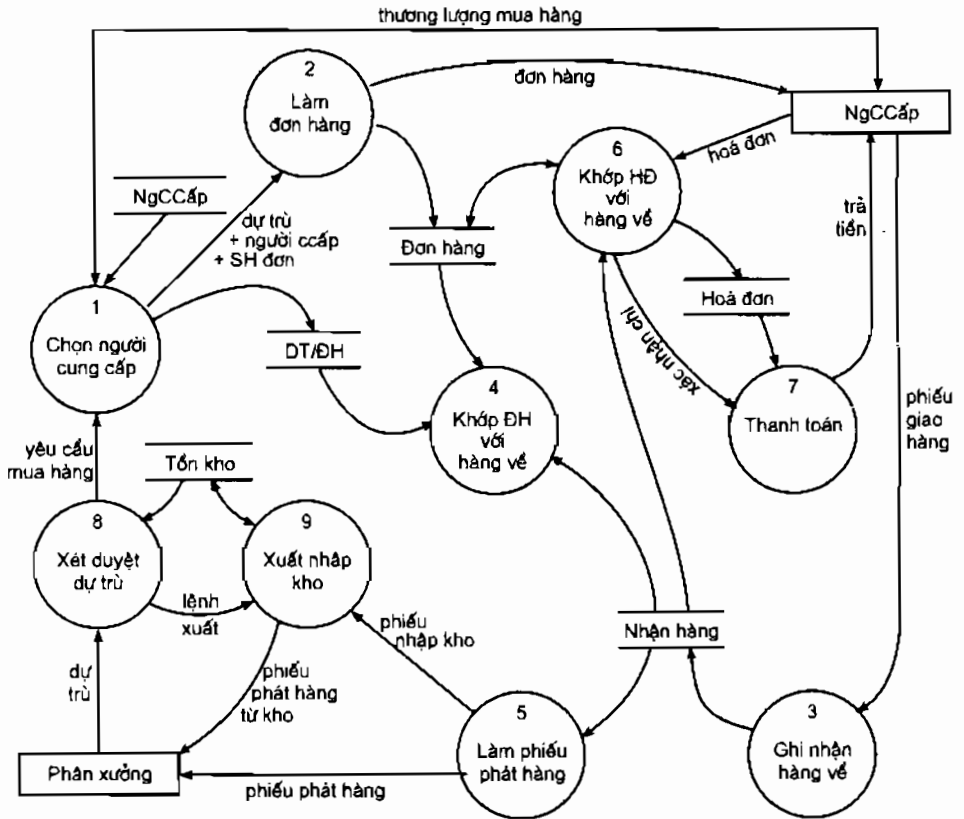 thương lượng mua hàng
2
Làm
đơn hàng
đơn hàng
NgCCấp
hoá đơn
6
Khớp HĐ
với
hàng về
NgCCấp
dự trù
+ người ccấp
+ SH đơn
Đơn hàng
trả
tiền
Hoá đơn
1
Chọn người
cung cấp
DT/ĐH
xác nhận chi
4
Khớp ĐH
với
hàng về
7
Thanh toán
phiếu
giao
hàng
yêu cầu
mua hàng
Tồn kho
8
Xét duyệt
dự trù
9
Xuất nhập
kho
lệnh
xuất
phiếu
nhập kho
Nhận hàng
dự
trù
phiếu
phát hàng
từ kho
5
Làm phiếu
phát hàng
3
Ghi nhận
hàng về
Phân xưởng
phiếu phát hàng